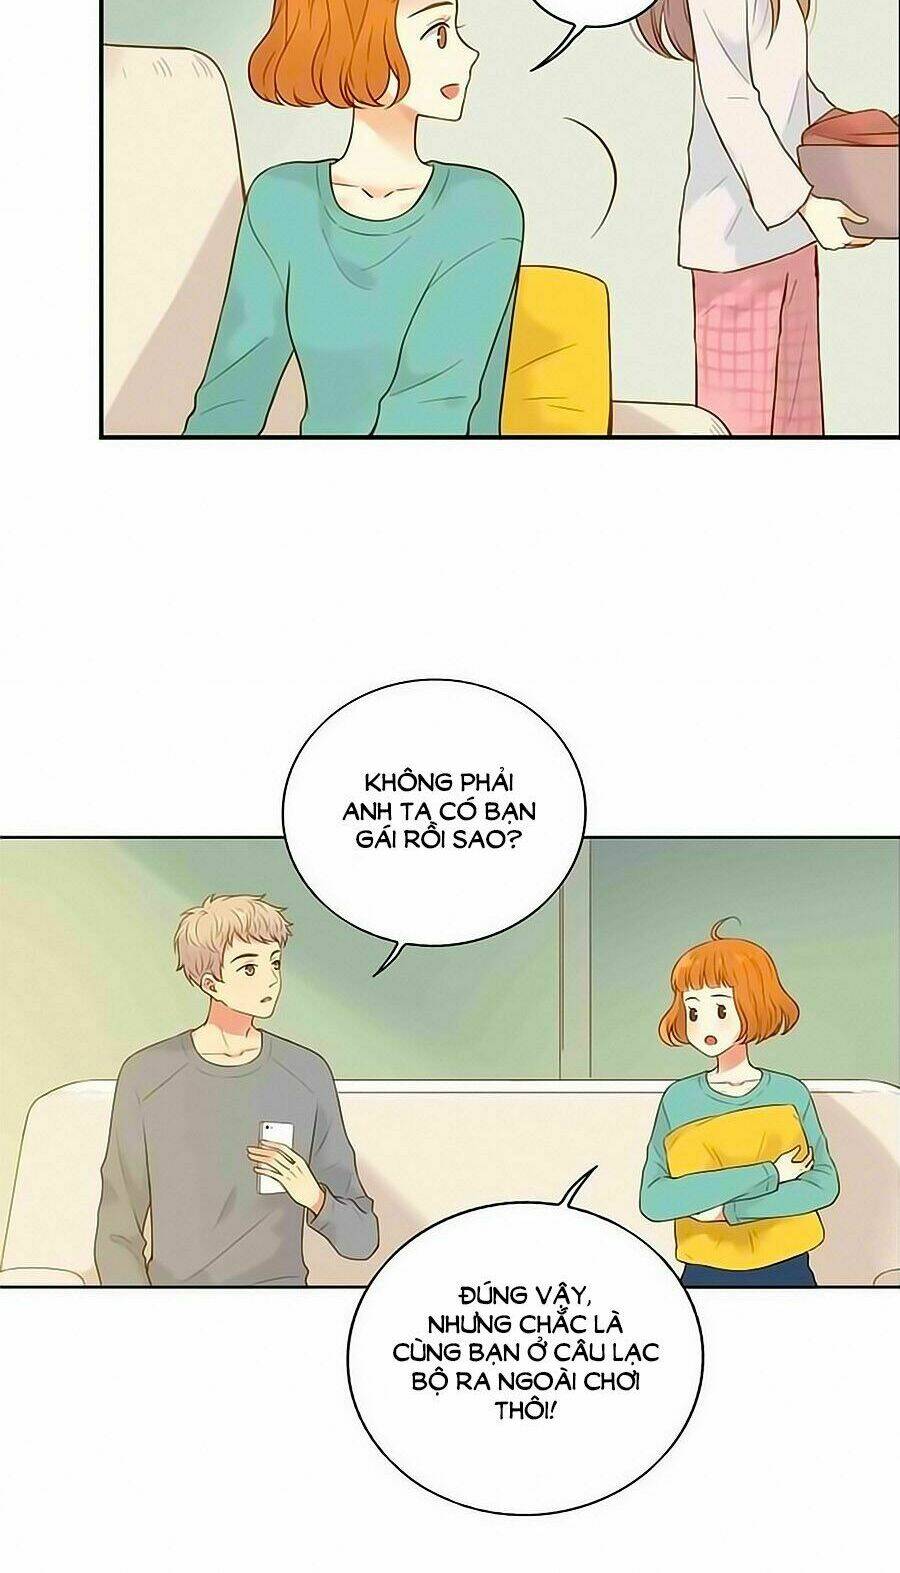 KHÔNG PHẢI
ANH TA CÓ BẠN
GÁI RỒI SAO?
ĐÚNG VẬY,
NHƯNG CHẮC LÀ
CÙNG BẠN Ở CÂU LẠC
BỘ RA NGOÀI CHƠI
THÔI!